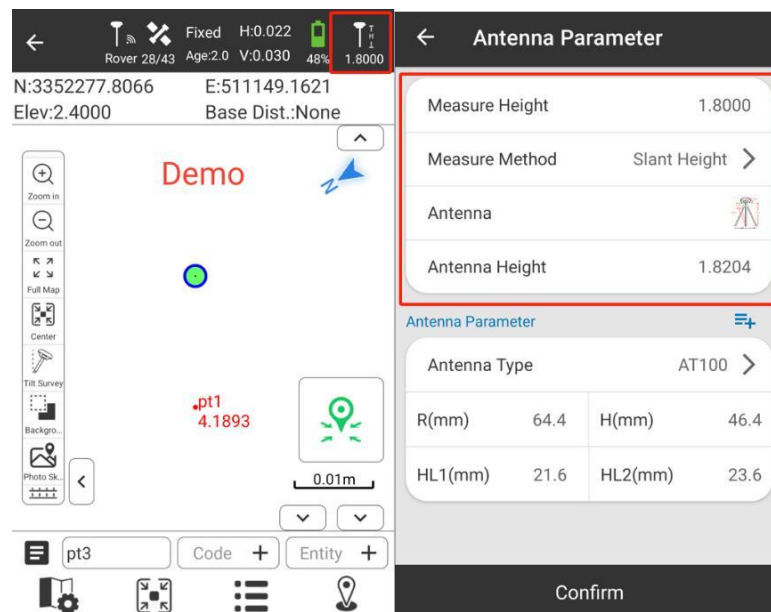 Fixed H:0.022
Rover 28/43 Age:2.0 V:0.030 48% 1.8000
N:3352277.8066 E:511149.1621
Elev:2.4000 Base Dist.:None
Demo
N
Zoom in
Zoom out
Full Map
Center
Tilt Survey
Backgro...
Photo Sk...
pt1
4.1893
0.01m
pt3 Code + Entity +
Antenna Parameter
Measure Height 1.8000
Measure Method Slant Height
Antenna
Antenna Height 1.8204
Antenna Parameter
Antenna Type AT100
R(mm) 64.4 H(mm) 46.4
HL1(mm) 21.6 HL2(mm) 23.6
Confirm